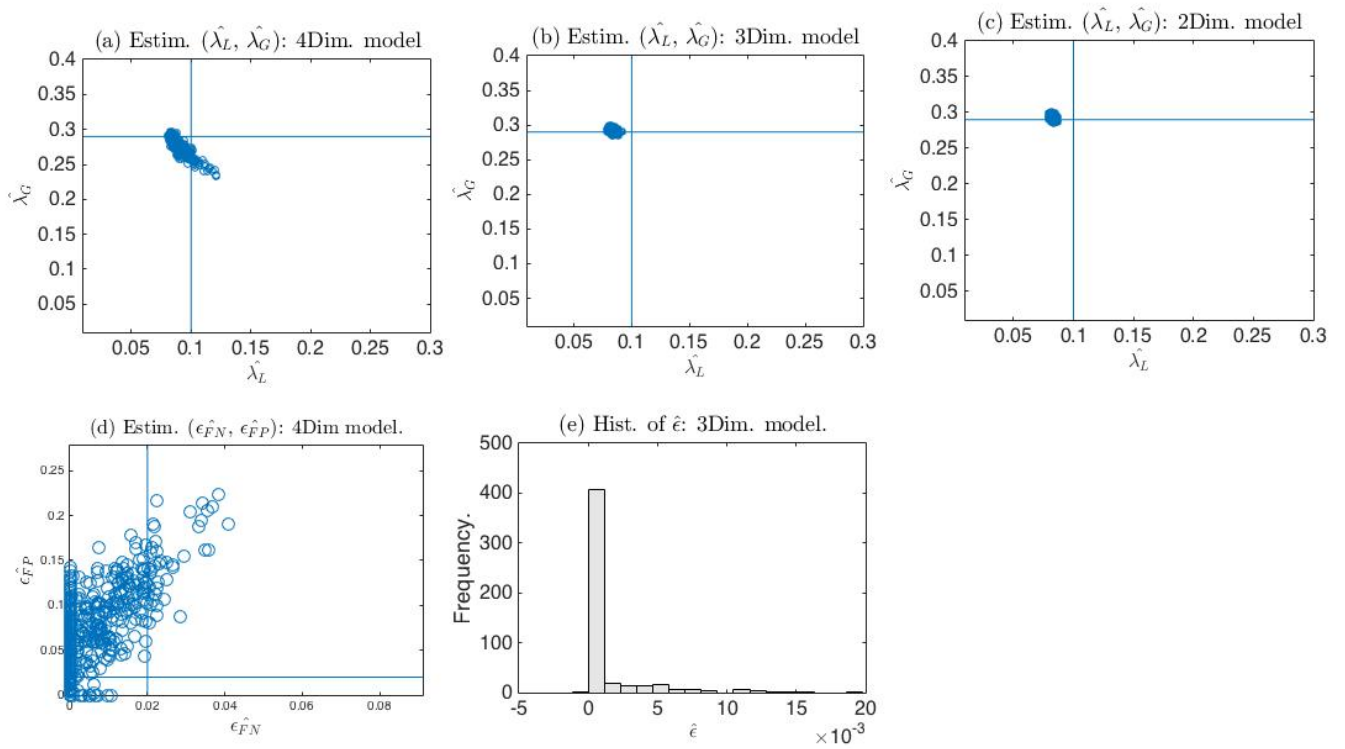 (a) Estim. (λ̂_L, λ̂_G): 4Dim. model
(b) Estim. (λ̂_L, λ̂_G): 3Dim. model
(c) Estim. (λ̂_L, λ̂_G): 2Dim. model
0.4
0.35
0.3
0.25
0.2
0.15
0.1
0.05
λ̂_G
0.05 0.1 0.15 0.2 0.25 0.3
λ̂_L
0.4
0.35
0.3
0.25
0.2
0.15
0.1
0.05
λ̂_G
0.05 0.1 0.15 0.2 0.25 0.3
λ̂_L
0.4
0.35
0.3
0.25
0.2
0.15
0.1
0.05
λ̂_G
0.05 0.1 0.15 0.2 0.25 0.3
λ̂_L
(d) Estim. (ϵ̂_FN, ϵ̂_FP): 4Dim model.
0.25
0.2
0.15
0.1
0.05
0
ϵ̂_FP
0 0.02 0.04 0.06 0.08
ϵ̂_FN
(e) Hist. of ϵ̂: 3Dim. model.
500
400
300
200
100
0
Frequency.
-5 0 5 10 15 20
ϵ̂
×10⁻³